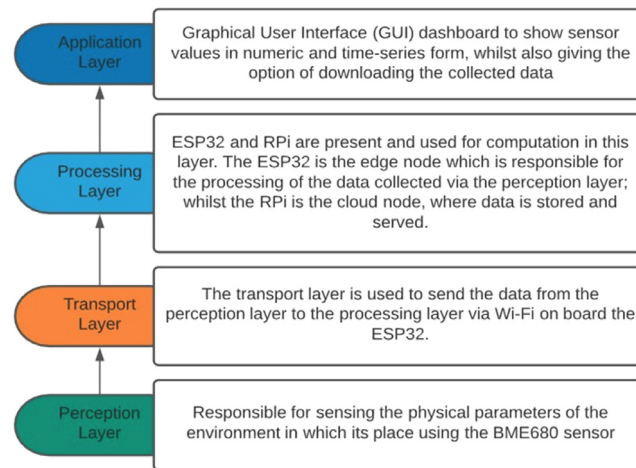 Application
Layer
Graphical User Interface (GUI) dashboard to show sensor
values in numeric and time-series form, whilst also giving the
option of downloading the collected data
Processing
Layer
ESP32 and RPi are present and used for computation in this
layer. The ESP32 is the edge node which is responsible for
the processing of the data collected via the perception layer;
whilst the RPi is the cloud node, where data is stored and
served.
Transport
Layer
The transport layer is used to send the data from the
perception layer to the processing layer via Wi-Fi on board the
ESP32.
Perception
Layer
Responsible for sensing the physical parameters of the
environment in which its place using the BME680 sensor